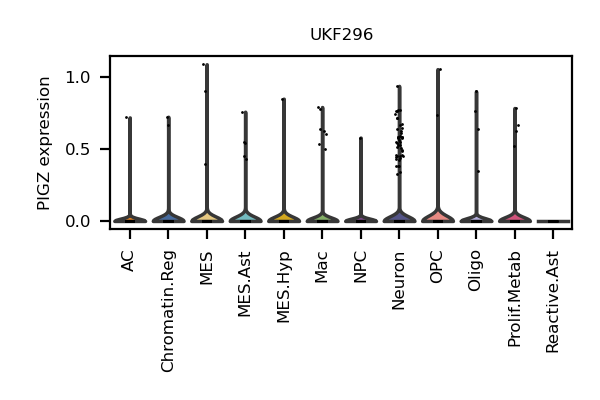 UKF296
PIGZ expression
1.0
0.5
0.0
AC
Chromatin.Reg
MES
MES.Ast
MES.Hyp
Mac
NPC
Neuron
OPC
Oligo
Prolif.Metab
Reactive.Ast